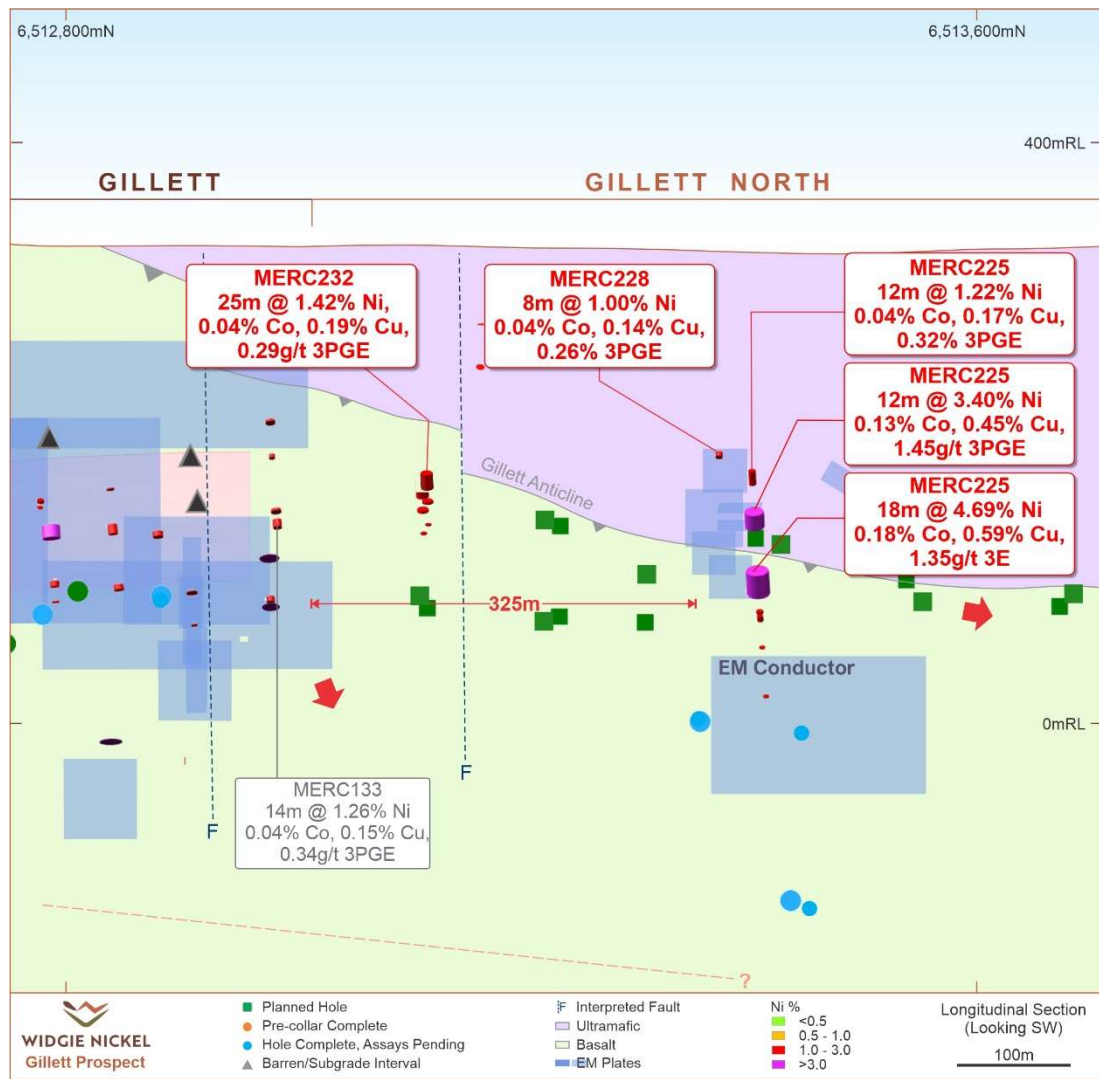 6,512,800mN
6,513,600mN
400mRL
GILLETT
GILLETT NORTH
MERC232
25m @ 1.42% Ni,
0.04% Co, 0.19% Cu,
0.29g/t 3PGE
MERC228
8m @ 1.00% Ni
0.04% Co, 0.14% Cu,
0.26% 3PGE
MERC225
12m @ 1.22% Ni
0.04% Co, 0.17% Cu,
0.32% 3PGE
MERC225
12m @ 3.40% Ni
0.13% Co, 0.45% Cu,
1.45g/t 3PGE
MERC225
18m @ 4.69% Ni
0.18% Co, 0.59% Cu,
1.35g/t 3E
Gillett Anticline
325m
EM Conductor
0mRL
F
F
MERC133
14m @ 1.26% Ni
0.04% Co, 0.15% Cu,
0.34g/t 3PGE
?
WIDGIE NICKEL
Gillett Prospect
Planned Hole
Pre-collar Complete
Hole Complete, Assays Pending
Barren/Subgrade Interval
F Interpreted Fault
Ultramafic
Basalt
EM Plates
Ni %
<0.5
0.5 - 1.0
1.0 - 3.0
>3.0
Longitudinal Section
(Looking SW)
100m